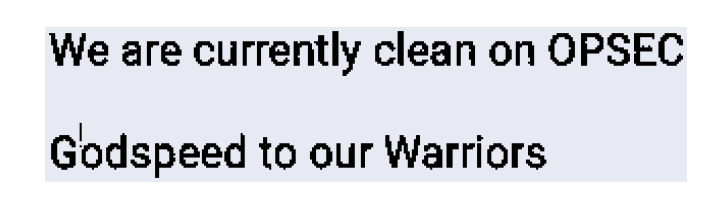 We are currently clean on OPSEC
Godspeed to our Warriors